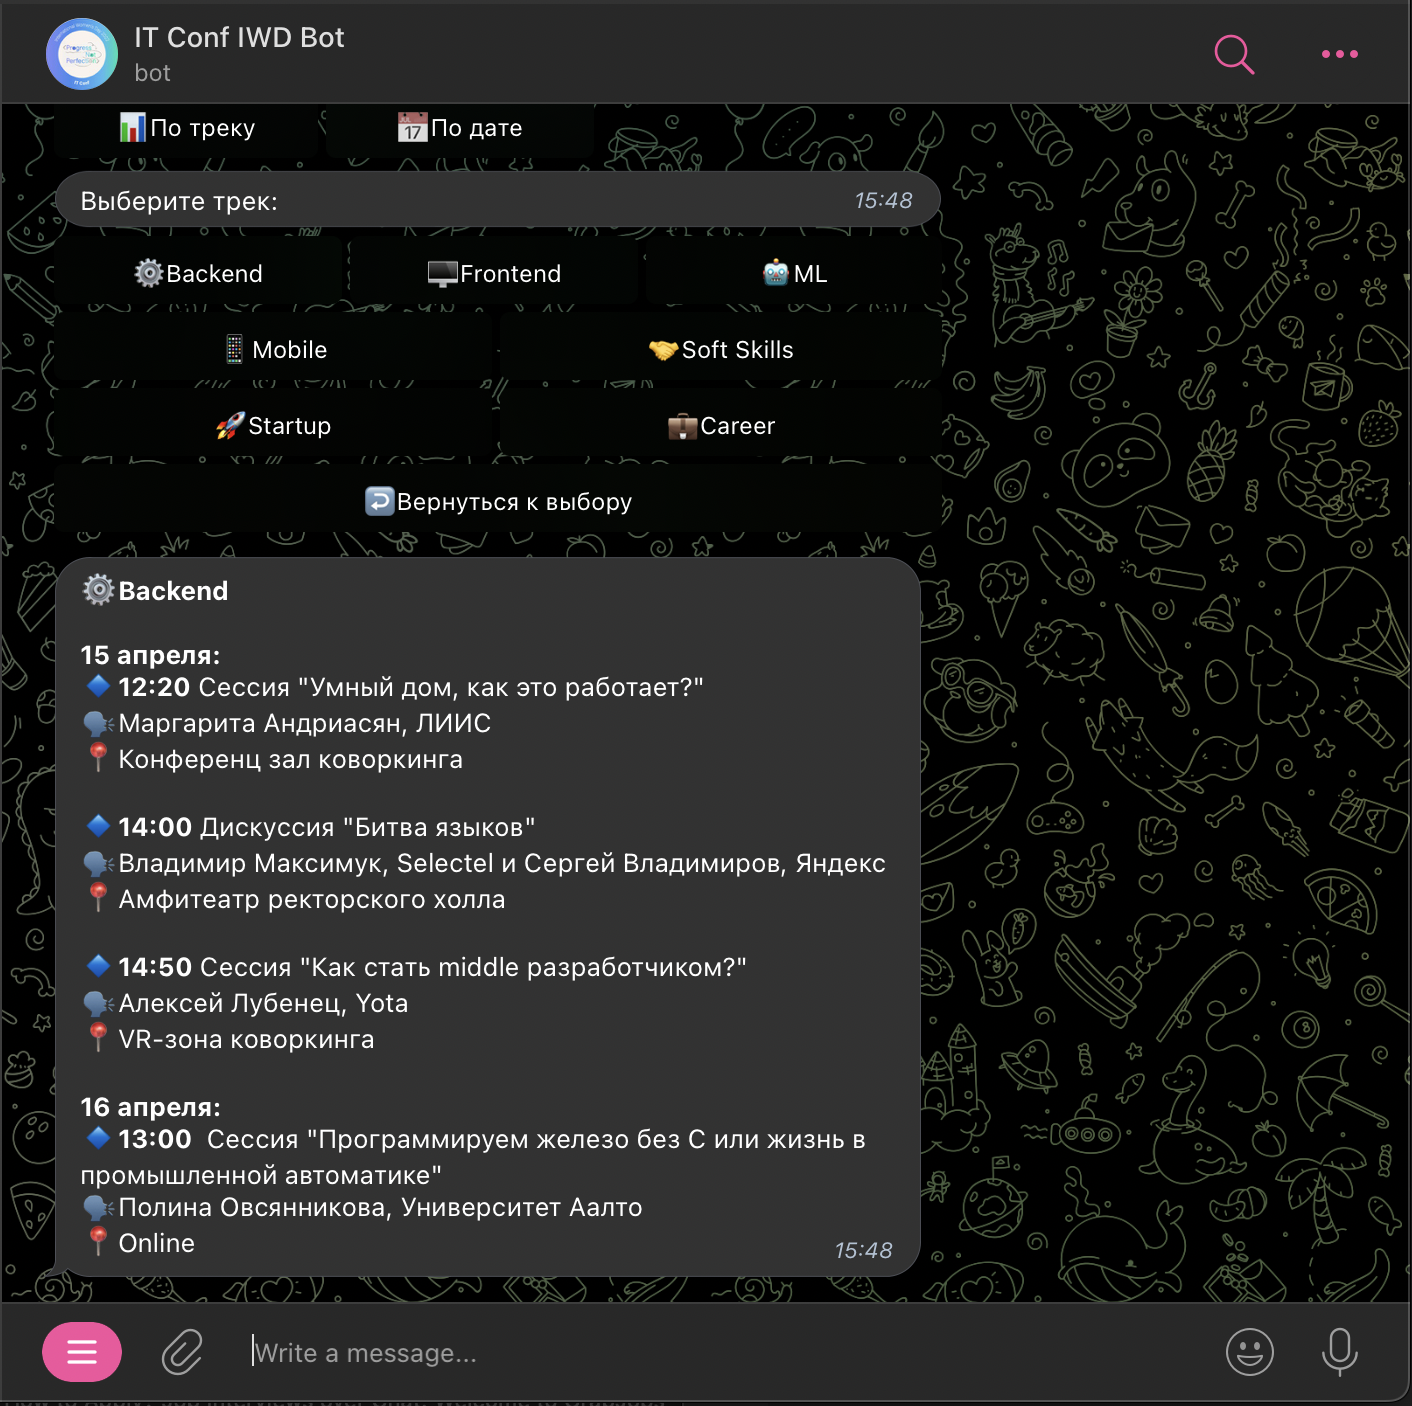 IT Conf IWD Bot
bot
По треку
По дате
Выберите трек:
15:48
Backend
Frontend
ML
Mobile
Soft Skills
Startup
Career
Вернуться к выбору
Backend
15 апреля:
12:20 Сессия "Умный дом, как это работает?"
Маргарита Андриасян, ЛИИС
Конференц зал коворкинга
14:00 Дискуссия "Битва языков"
Владимир Максимук, Selectel и Сергей Владимиров, Яндекс
Амфитеатр ректорского холла
14:50 Сессия "Как стать middle разработчиком?"
Алексей Лубенец, Yota
VR-зона коворкинга
16 апреля:
13:00 Сессия "Программируем железо без С или жизнь в
промышленной автоматике"
Полина Овсянникова, Университет Аалто
Online
15:48
Write a message...